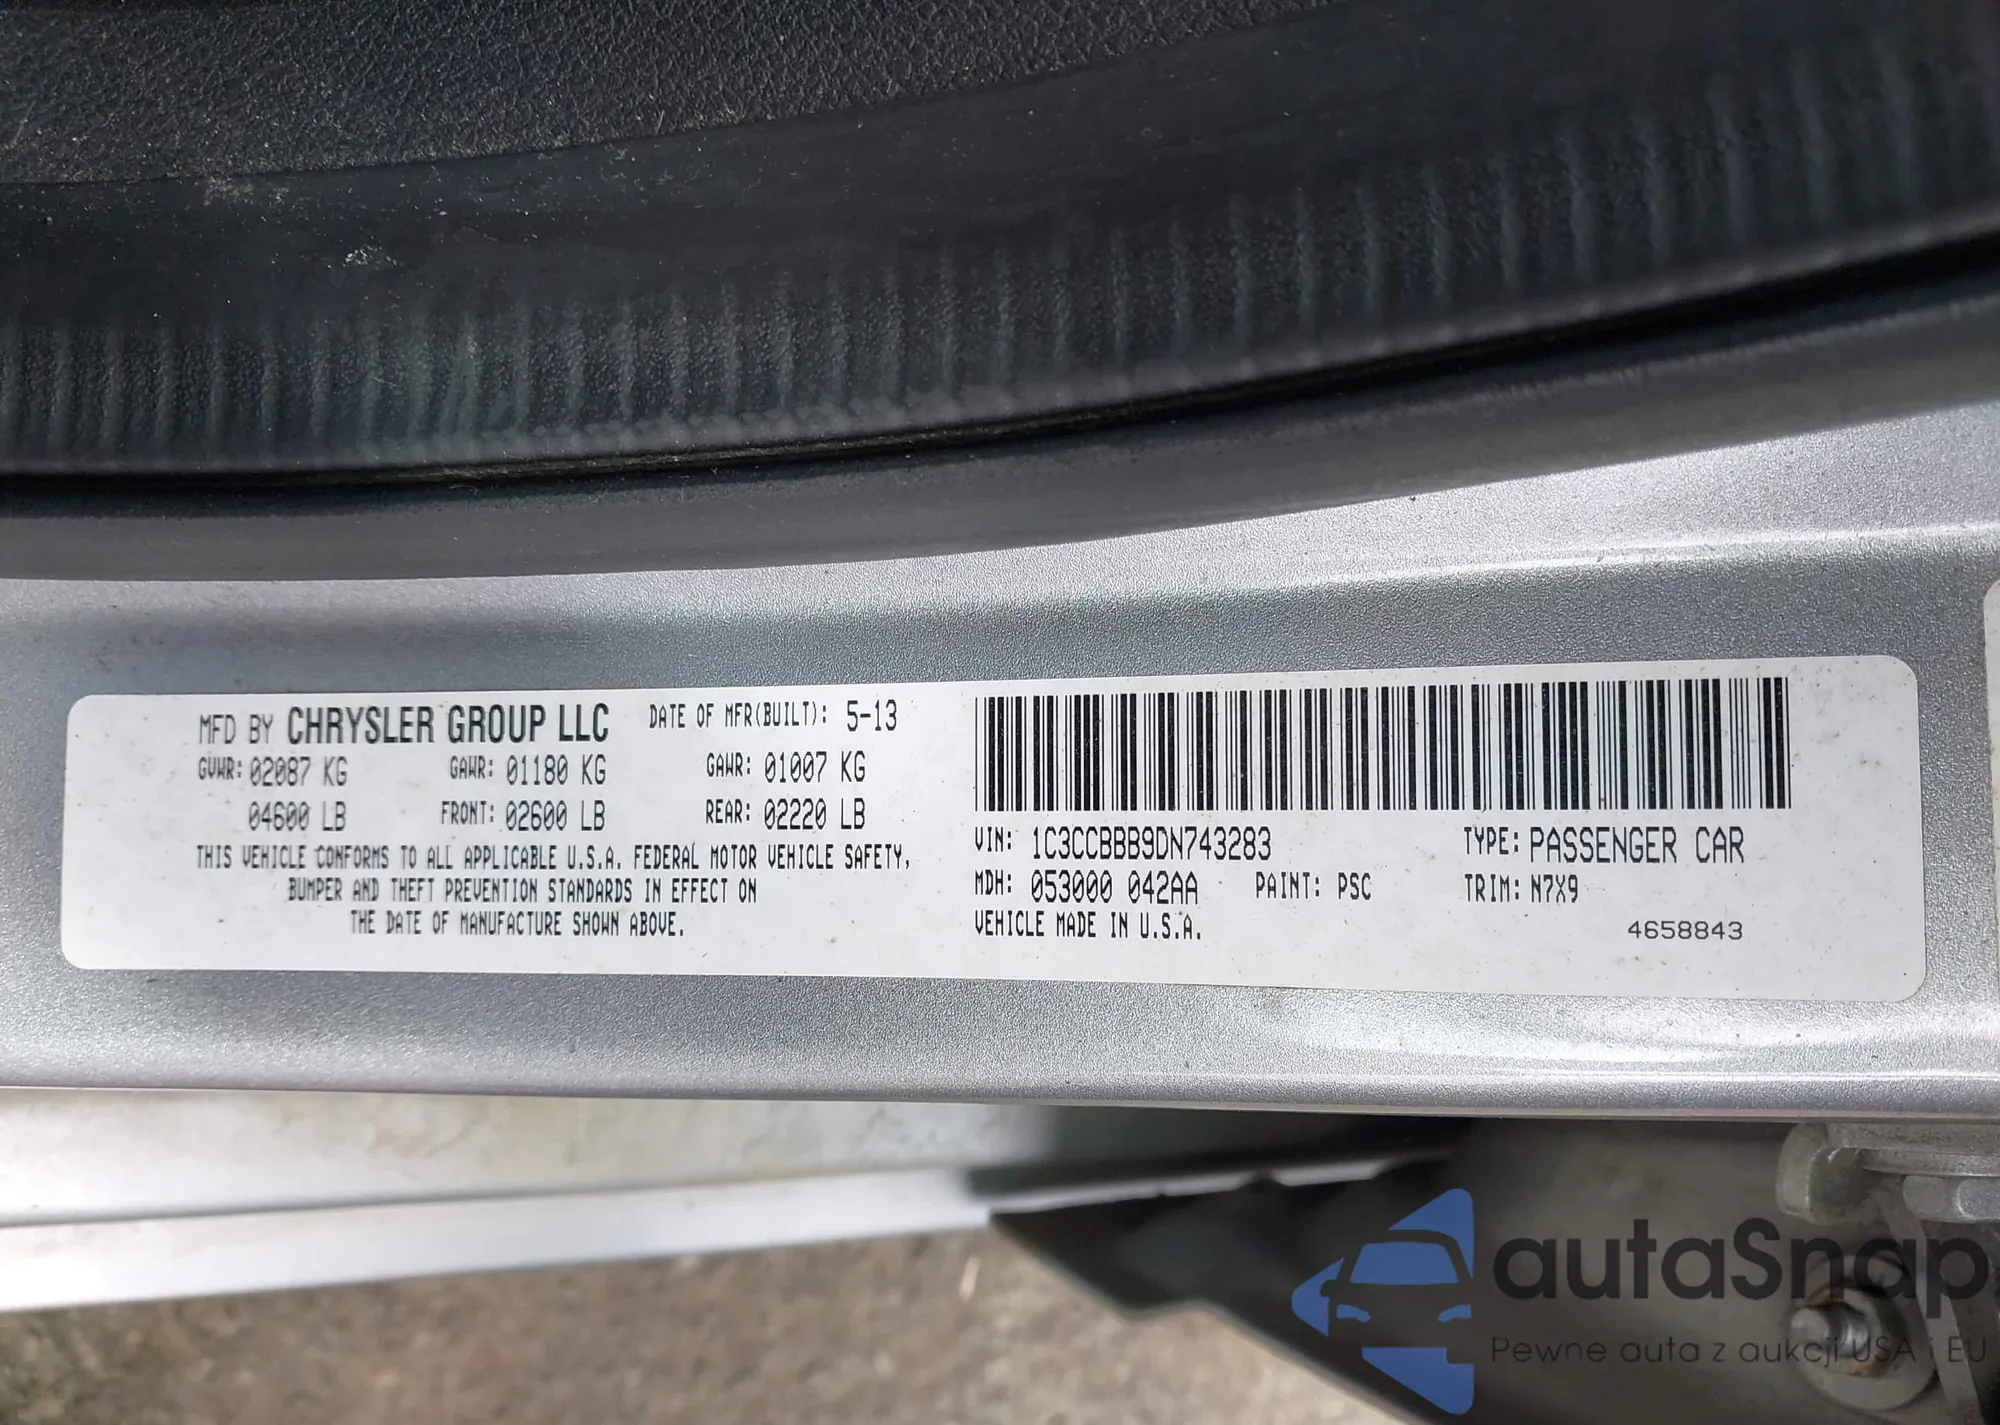 MFD BY CHRYSLER GROUP LLC DATE OF MFR(BUILT): 5-13
GVWR: 02087 KG GAWR: 01180 KG GAWR: 01007 KG
04600 LB FRONT: 02600 LB REAR: 02220 LB
THIS VEHICLE CONFORMS TO ALL APPLICABLE U.S.A. FEDERAL MOTOR VEHICLE SAFETY,
BUMPER AND THEFT PREVENTION STANDARDS IN EFFECT ON
THE DATE OF MANUFACTURE SHOWN ABOVE.
VIN: 1C3CCBBB9DN743283 TYPE: PASSENGER CAR
MDH: 053000 042AA PAINT: PSC TRIM: N7X9
VEHICLE MADE IN U.S.A. 4658843
autaSnap
Pewne auta z aukcji USA i EU